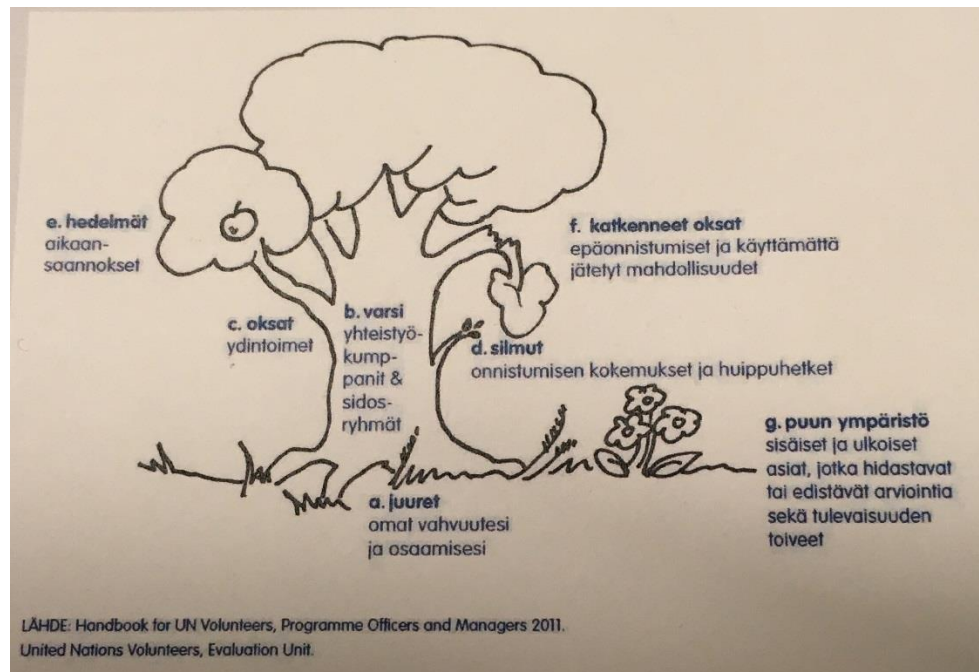 e. hedelmät
aikaan-
saannokset
f. katkenneet oksat
epäonnistumiset ja käyttämättä
jätetyt mahdollisuudet
c. oksat
ydintoimet
b. varsi
yhteistyö-
kump-
panit &
sidos-
ryhmät
d. silmut
onnistumisen kokemukset ja huippuhetket
g. puun ympäristö
sisäiset ja ulkoiset
asiat, jotka hidastavat
tai edistävät arviointia
sekä tulevaisuuden
toiveet
a. juuret
omat vahvuutesi
ja osaamisesi
LÄHDE: Handbook for UN Volunteers, Programme Officers and Managers 2011.
United Nations Volunteers, Evaluation Unit.